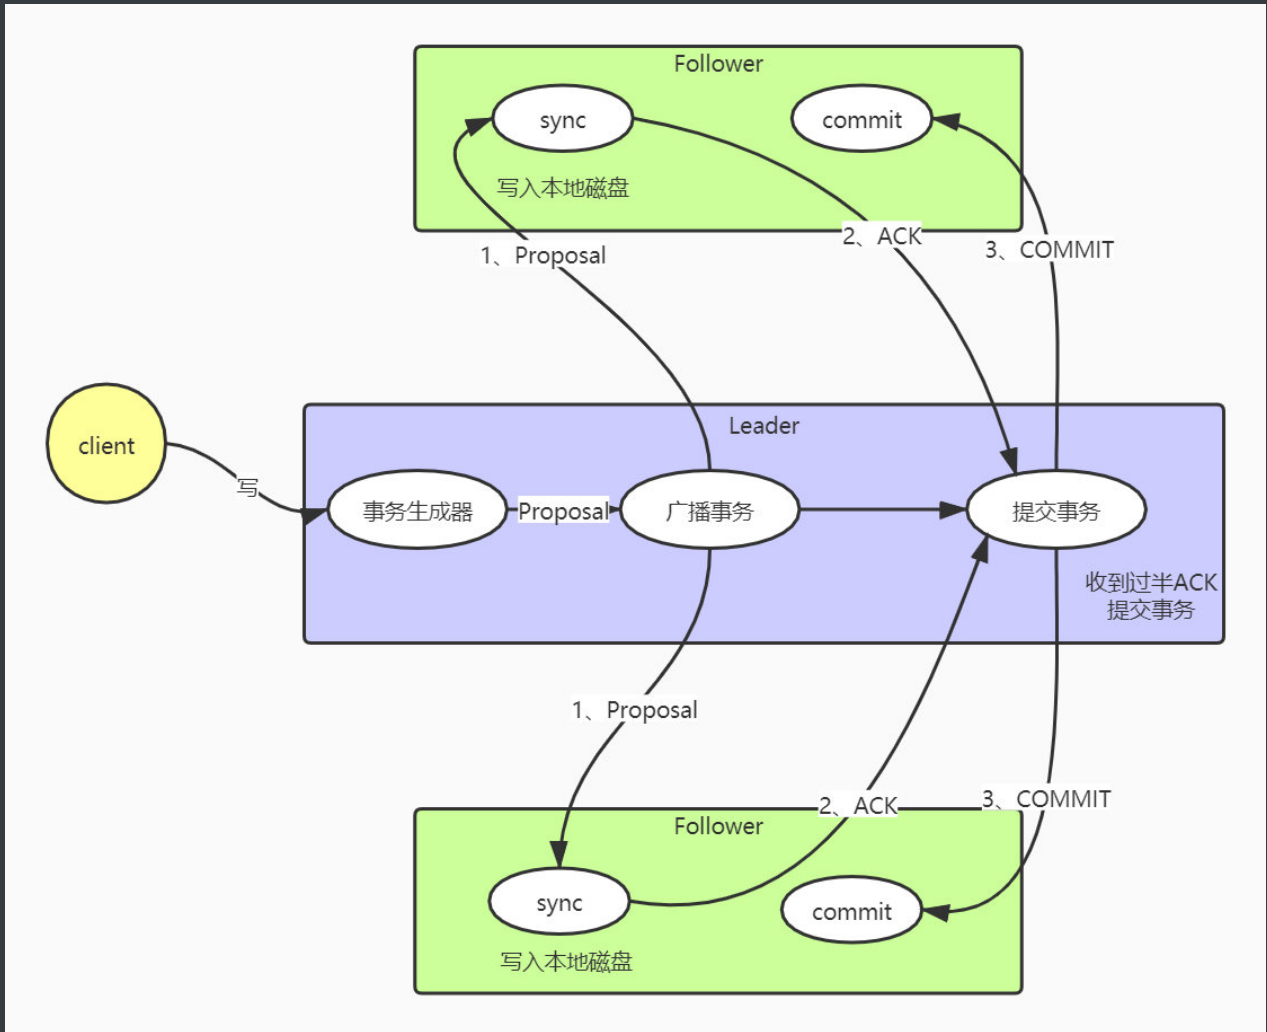 Follower
sync
commit
写入本地磁盘
2、ACK
1、Proposal
3、COMMIT
client
写
Leader
事务生成器
Proposal
广播事务
提交事务
收到过半ACK
提交事务
1、Proposal
2、ACK
3、COMMIT
Follower
sync
commit
写入本地磁盘